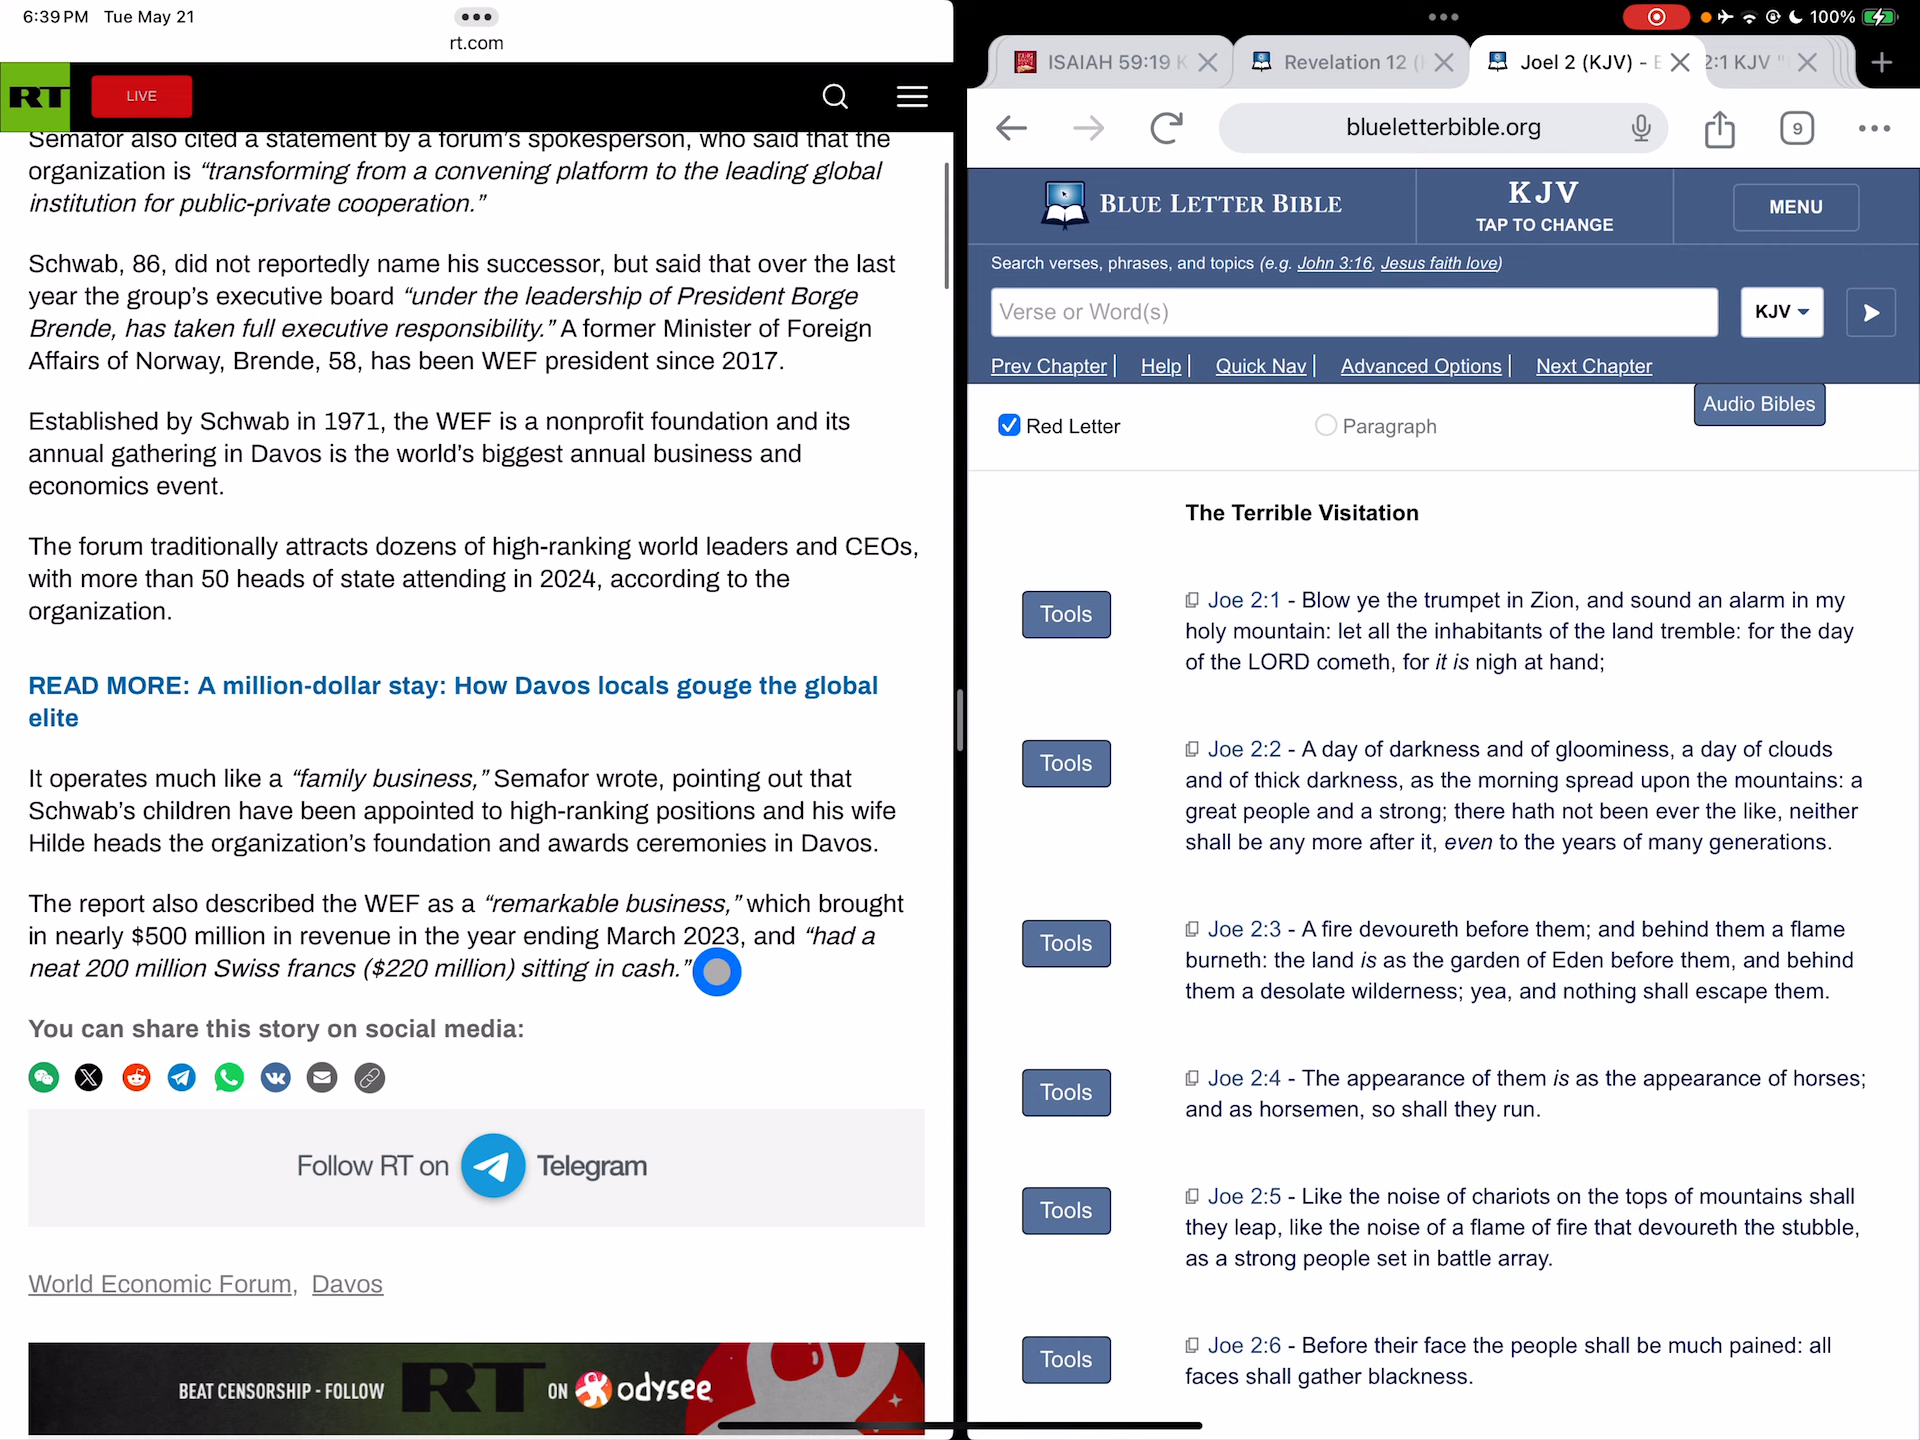 6:39 PM Tue May 21
rt.com
RT
LIVE
Semafor also cited a statement by a forum's spokesperson, who said that the
organization is “transforming from a convening platform to the leading global
institution for public-private cooperation.”
Schwab, 86, did not reportedly name his successor, but said that over the last
year the group's executive board “under the leadership of President Borge
Brende, has taken full executive responsibility.” A former Minister of Foreign
Affairs of Norway, Brende, 58, has been WEF president since 2017.
Established by Schwab in 1971, the WEF is a nonprofit foundation and its
annual gathering in Davos is the world's biggest annual business and
economics event.
The forum traditionally attracts dozens of high-ranking world leaders and CEOs,
with more than 50 heads of state attending in 2024, according to the
organization.
READ MORE: A million-dollar stay: How Davos locals gouge the global
elite
It operates much like a “family business,” Semafor wrote, pointing out that
Schwab's children have been appointed to high-ranking positions and his wife
Hilde heads the organization's foundation and awards ceremonies in Davos.
The report also described the WEF as a “remarkable business,” which brought
in nearly $500 million in revenue in the year ending March 2023, and “had a
neat 200 million Swiss francs ($220 million) sitting in cash.”
You can share this story on social media:
Follow RT on Telegram
World Economic Forum, Davos
BEAT CENSORSHIP - FOLLOW RT ON odysee
100%
ISAIAH 59:19 K
Revelation 12 (
Joel 2 (KJV) - E
2:1 KJV "
blueletterbible.org
9
BLUE LETTER BIBLE
KJV
TAP TO CHANGE
MENU
Search verses, phrases, and topics (e.g. John 3:16, Jesus faith love)
Verse or Word(s)
KJV
Prev Chapter | Help | Quick Nav | Advanced Options | Next Chapter
Audio Bibles
Red Letter
Paragraph
The Terrible Visitation
Tools
Joe 2:1 - Blow ye the trumpet in Zion, and sound an alarm in my
holy mountain: let all the inhabitants of the land tremble: for the day
of the LORD cometh, for it is nigh at hand;
Tools
Joe 2:2 - A day of darkness and of gloominess, a day of clouds
and of thick darkness, as the morning spread upon the mountains: a
great people and a strong; there hath not been ever the like, neither
shall be any more after it, even to the years of many generations.
Tools
Joe 2:3 - A fire devoureth before them; and behind them a flame
burneth: the land is as the garden of Eden before them, and behind
them a desolate wilderness; yea, and nothing shall escape them.
Tools
Joe 2:4 - The appearance of them is as the appearance of horses;
and as horsemen, so shall they run.
Tools
Joe 2:5 - Like the noise of chariots on the tops of mountains shall
they leap, like the noise of a flame of fire that devoureth the stubble,
as a strong people set in battle array.
Tools
Joe 2:6 - Before their face the people shall be much pained: all
faces shall gather blackness.